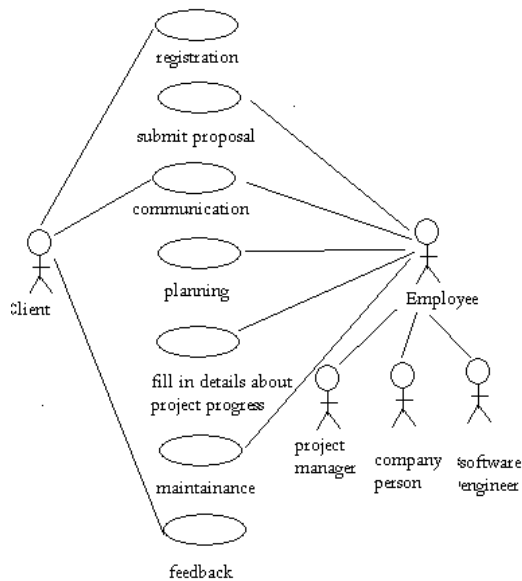 registration
submit proposal
communication
Client
planning
Employee
fill in details about
project progress
project
manager
company
person
software
engineer
maintainance
feedback